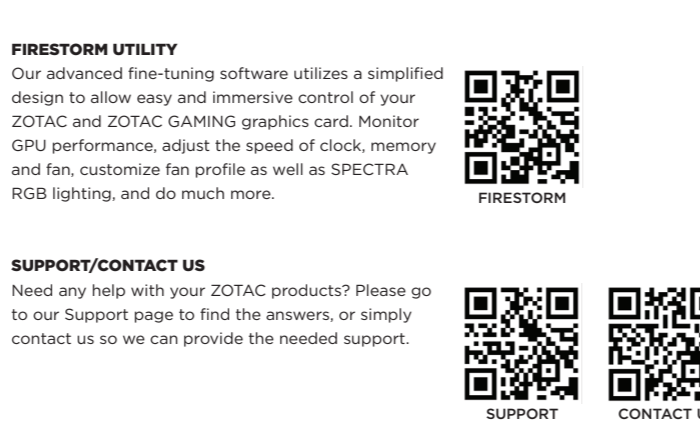 FIRESTORM UTILITY
Our advanced fine-tuning software utilizes a simplified
design to allow easy and immersive control of your
ZOTAC and ZOTAC GAMING graphics card. Monitor
GPU performance, adjust the speed of clock, memory
and fan, customize fan profile as well as SPECTRA
RGB lighting, and do much more.
FIRESTORM
SUPPORT/CONTACT US
Need any help with your ZOTAC products? Please go
to our Support page to find the answers, or simply
contact us so we can provide the needed support.
SUPPORT
CONTACT U